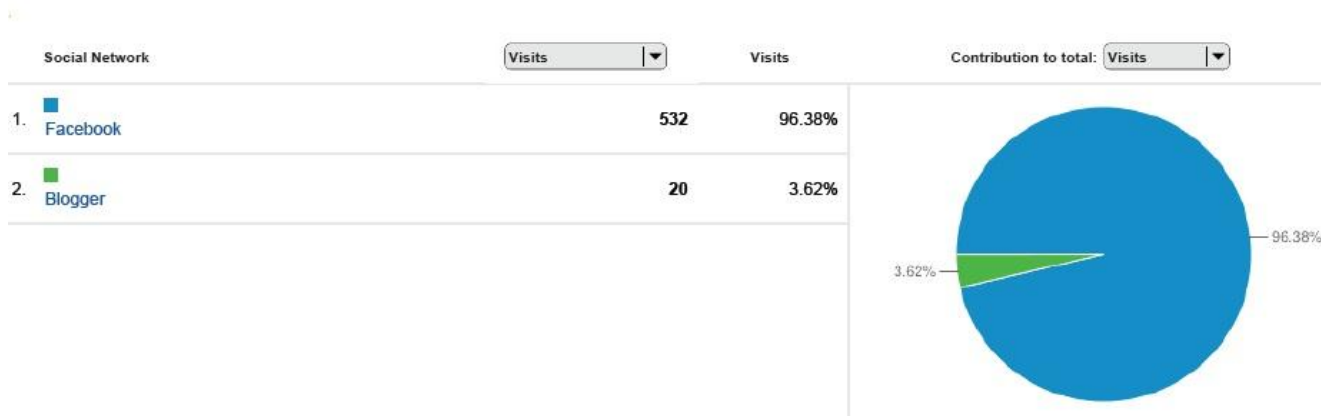 Social Network Visits Visits Contribution to total: Visits
1. Facebook 532 96.38%
2. Blogger 20 3.62%
96.38%
3.62%